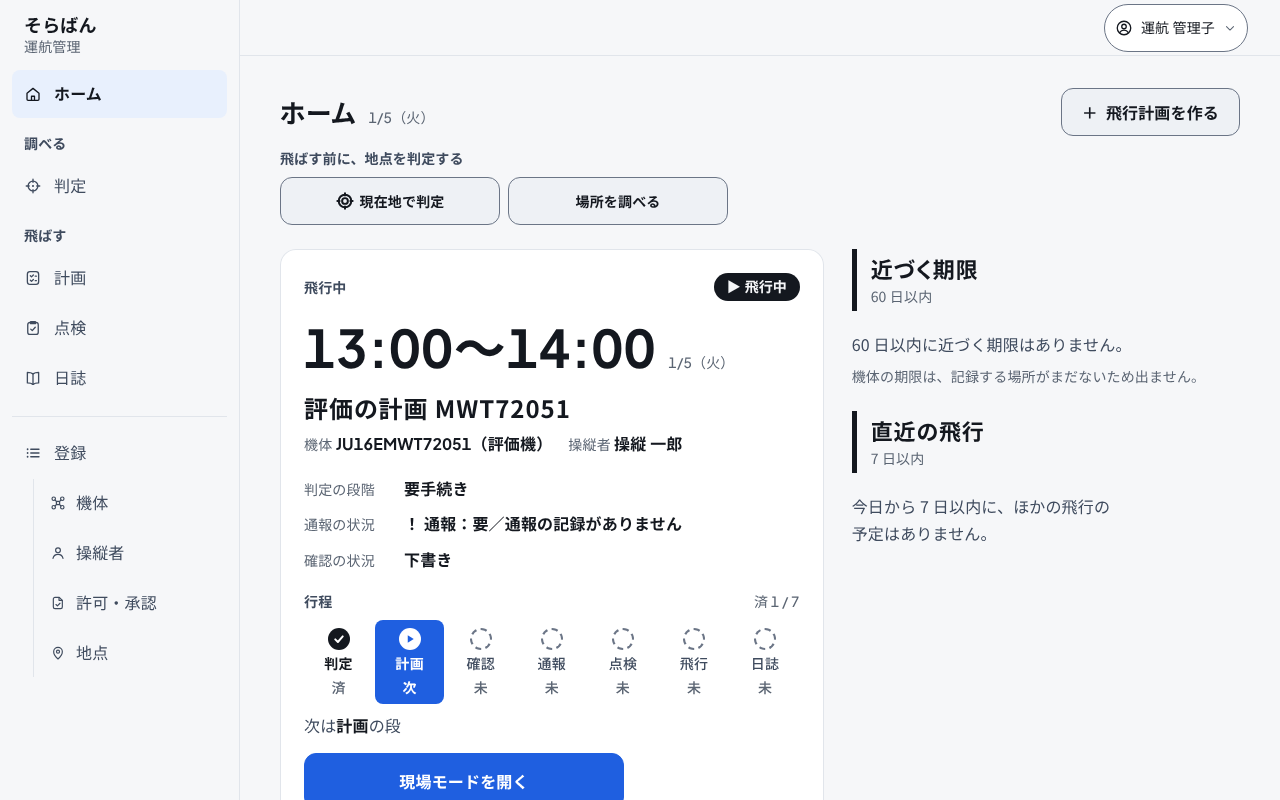 そらばん
運航管理
ホーム
調べる
判定
飛ばす
計画
点検
日誌
登録
機体
操縦者
許可・承認
地点
運航 管理子
ホーム 1/5（火）
飛行計画を作る
飛ばす前に、地点を判定する
現在地で判定
場所を調べる
飛行中
飛行中
13:00〜14:00 1/5（火）
評価の計画 MWT72051
機体 JU16EMWT72051（評価機） 操縦者 操縦 一郎
判定の段階 要手続き
通報の状況 ！ 通報：要／通報の記録がありません
確認の状況 下書き
行程 済 1 / 7
判定 計画 確認 通報 点検 飛行 日誌
済 次 未 未 未 未 未
次は計画の段
現場モードを開く
近づく期限
60 日以内
60 日以内に近づく期限はありません。
機体の期限は、記録する場所がまだないため出ません。
直近の飛行
7 日以内
今日から 7 日以内に、ほかの飛行の
予定はありません。